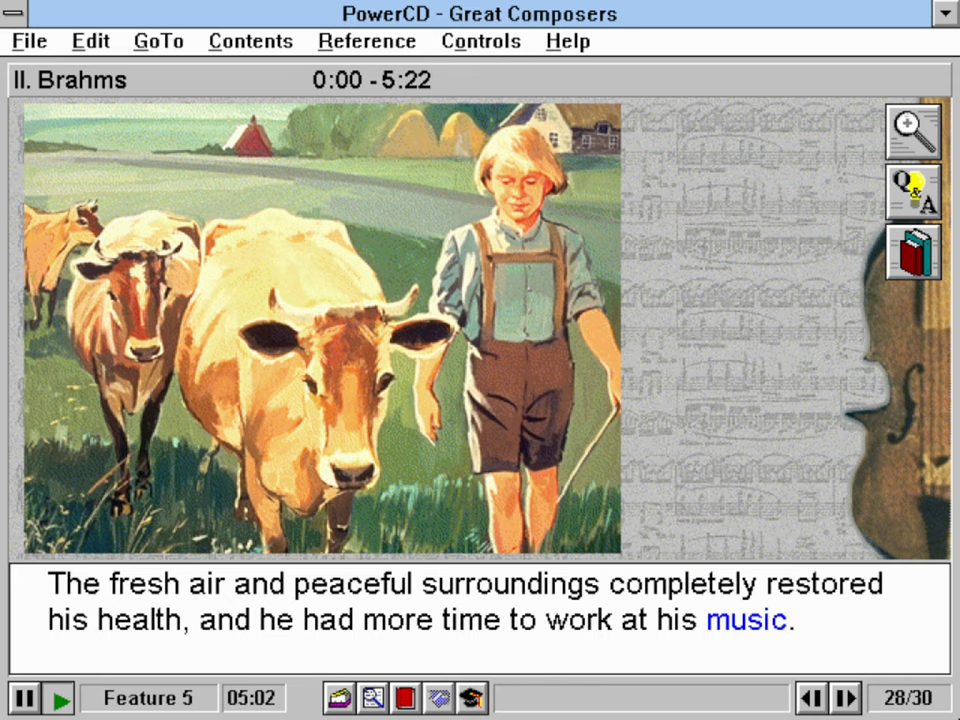 PowerCD - Great Composers
File Edit GoTo Contents Reference Controls Help
II. Brahms 0:00 - 5:22
Q & A
The fresh air and peaceful surroundings completely restored
his health, and he had more time to work at his music.
Feature 5 05:02 28/30